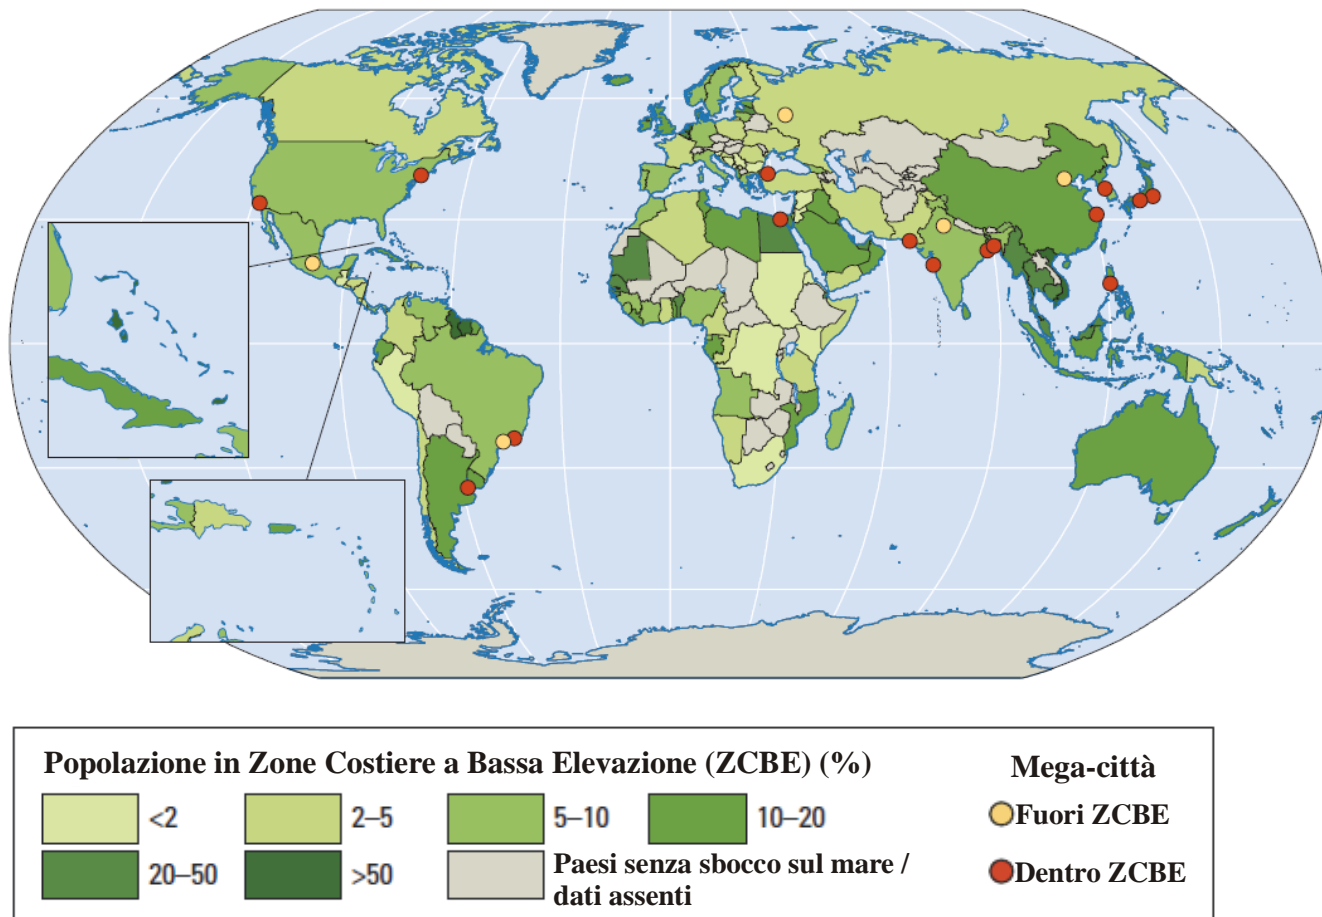 Popolazione in Zone Costiere a Bassa Elevazione (ZCBE) (%)
<2
2–5
5–10
10–20
20–50
>50
Paesi senza sbocco sul mare /
dati assenti
Mega-città
Fuori ZCBE
Dentro ZCBE